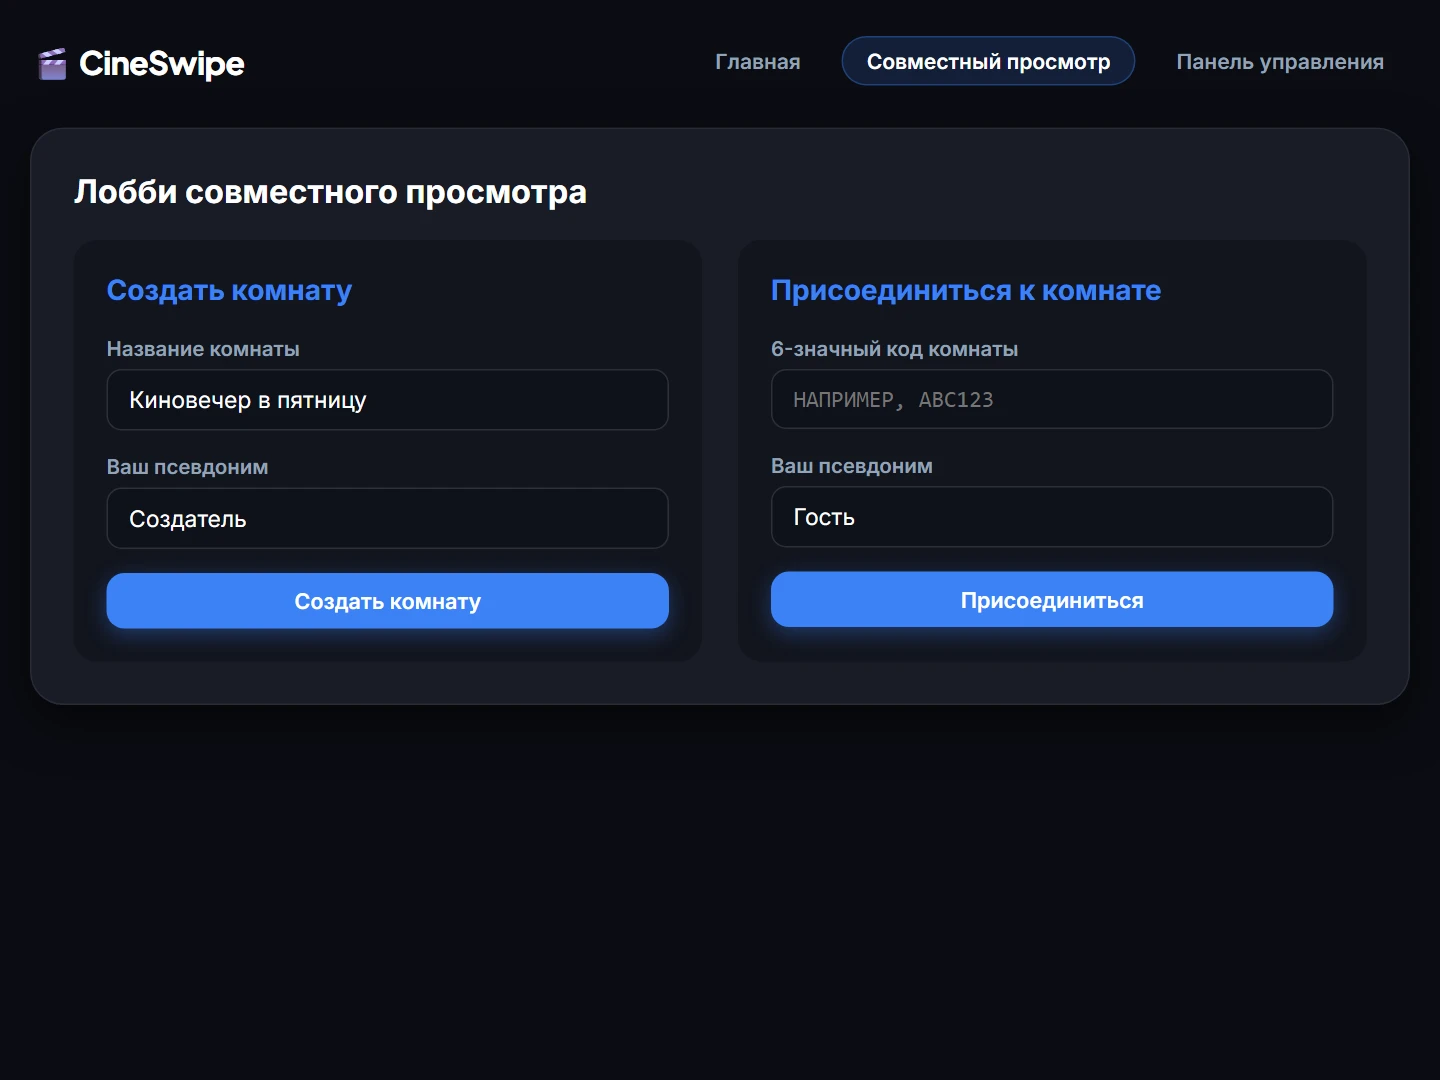 CineSwipe
Главная
Совместный просмотр
Панель управления
Лобби совместного просмотра
Создать комнату
Название комнаты
Киновечер в пятницу
Ваш псевдоним
Создатель
Создать комнату
Присоединиться к комнате
6-значный код комнаты
НАПРИМЕР, ABC123
Ваш псевдоним
Гость
Присоединиться